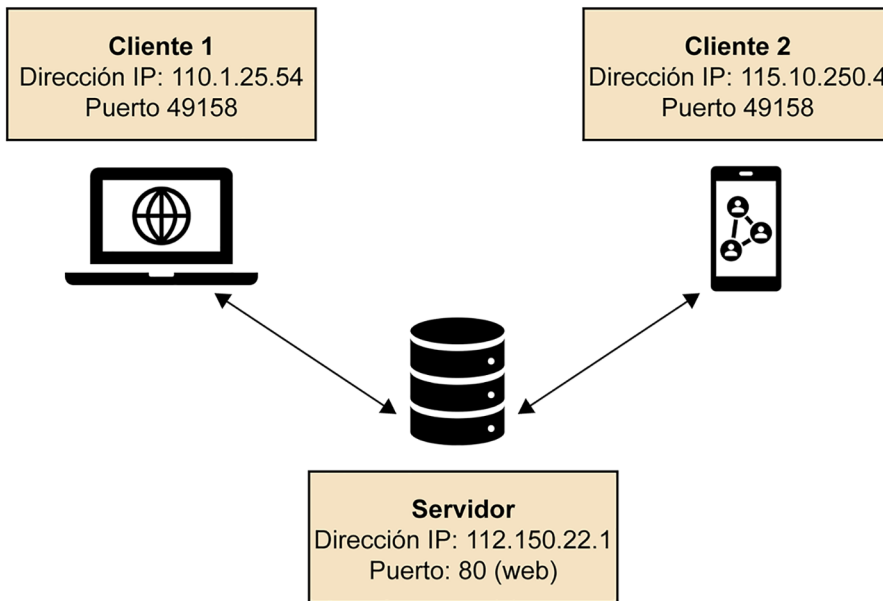 Cliente 1
Dirección IP: 110.1.25.54
Puerto 49158
Cliente 2
Dirección IP: 115.10.250.4
Puerto 49158
Servidor
Dirección IP: 112.150.22.1
Puerto: 80 (web)